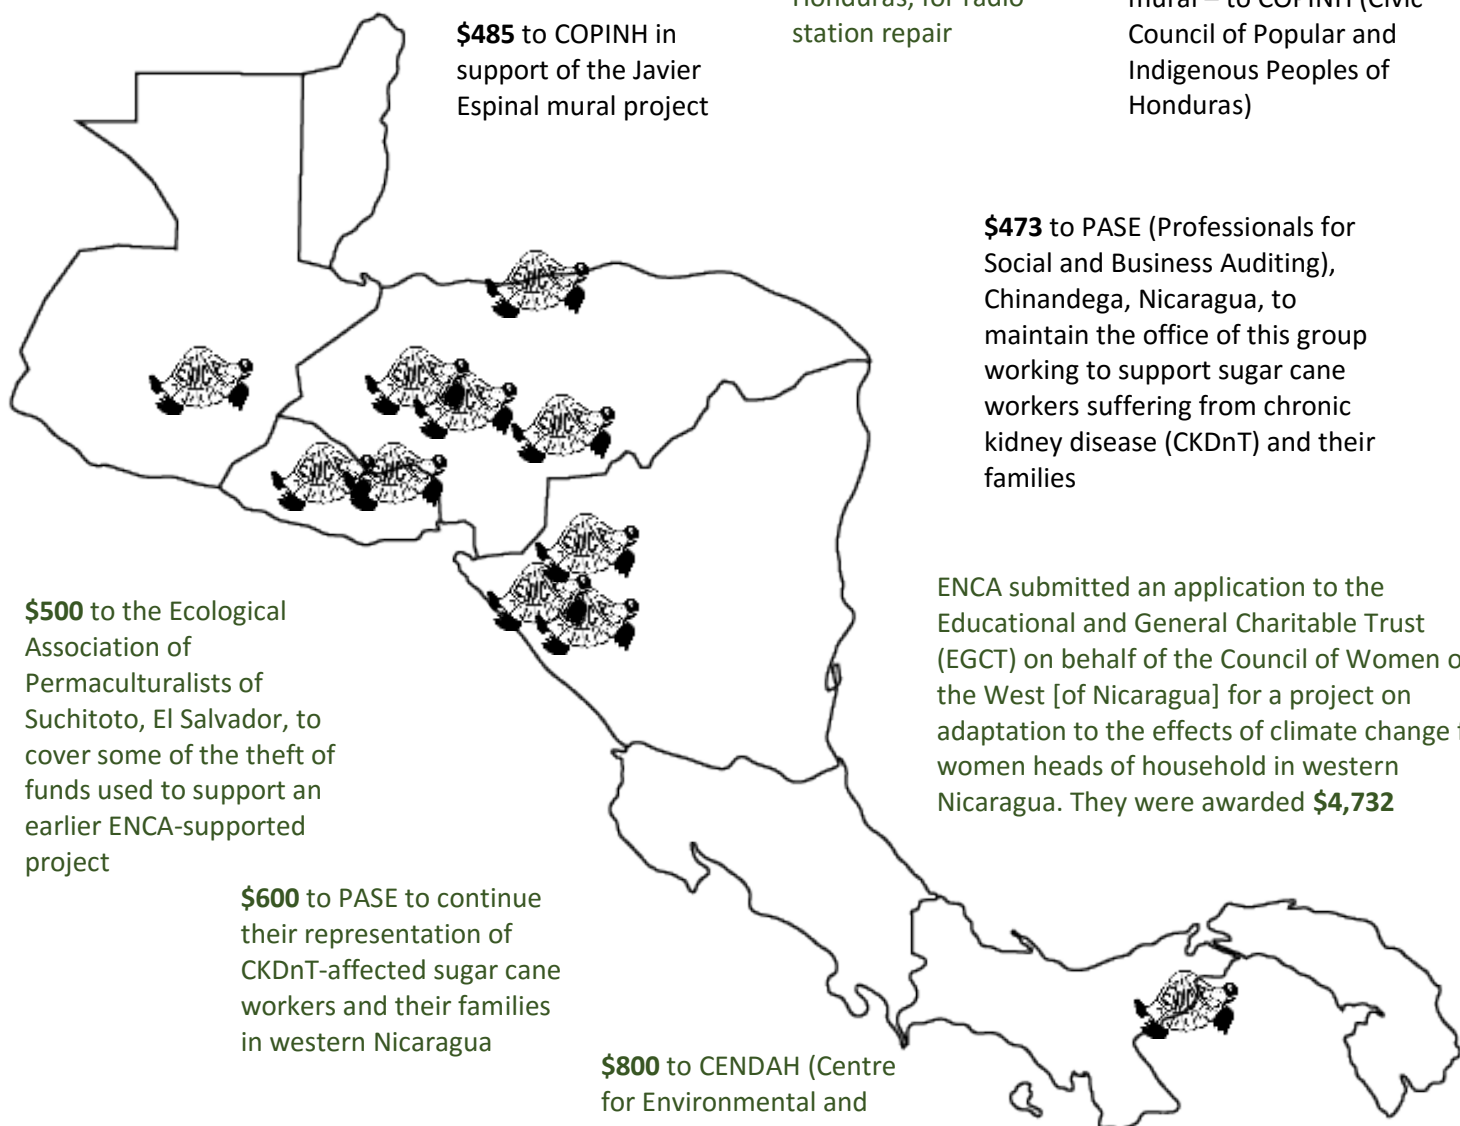 $485 to COPINH in
support of the Javier
Espinal mural project
Honduras, for radio
station repair
mural – to COPINH (Civic
Council of Popular and
Indigenous Peoples of
Honduras)
$473 to PASE (Professionals for
Social and Business Auditing),
Chinandega, Nicaragua, to
maintain the office of this group
working to support sugar cane
workers suffering from chronic
kidney disease (CKDnT) and their
families
$500 to the Ecological
Association of
Permaculturalists of
Suchitoto, El Salvador, to
cover some of the theft of
funds used to support an
earlier ENCA-supported
project
ENCA submitted an application to the
Educational and General Charitable Trust
(EGCT) on behalf of the Council of Women
the West [of Nicaragua] for a project on
adaptation to the effects of climate change
women heads of household in western
Nicaragua. They were awarded $4,732
$600 to PASE to continue
their representation of
CKDnT-affected sugar cane
workers and their families
in western Nicaragua
$800 to CENDAH (Centre
for Environmental and